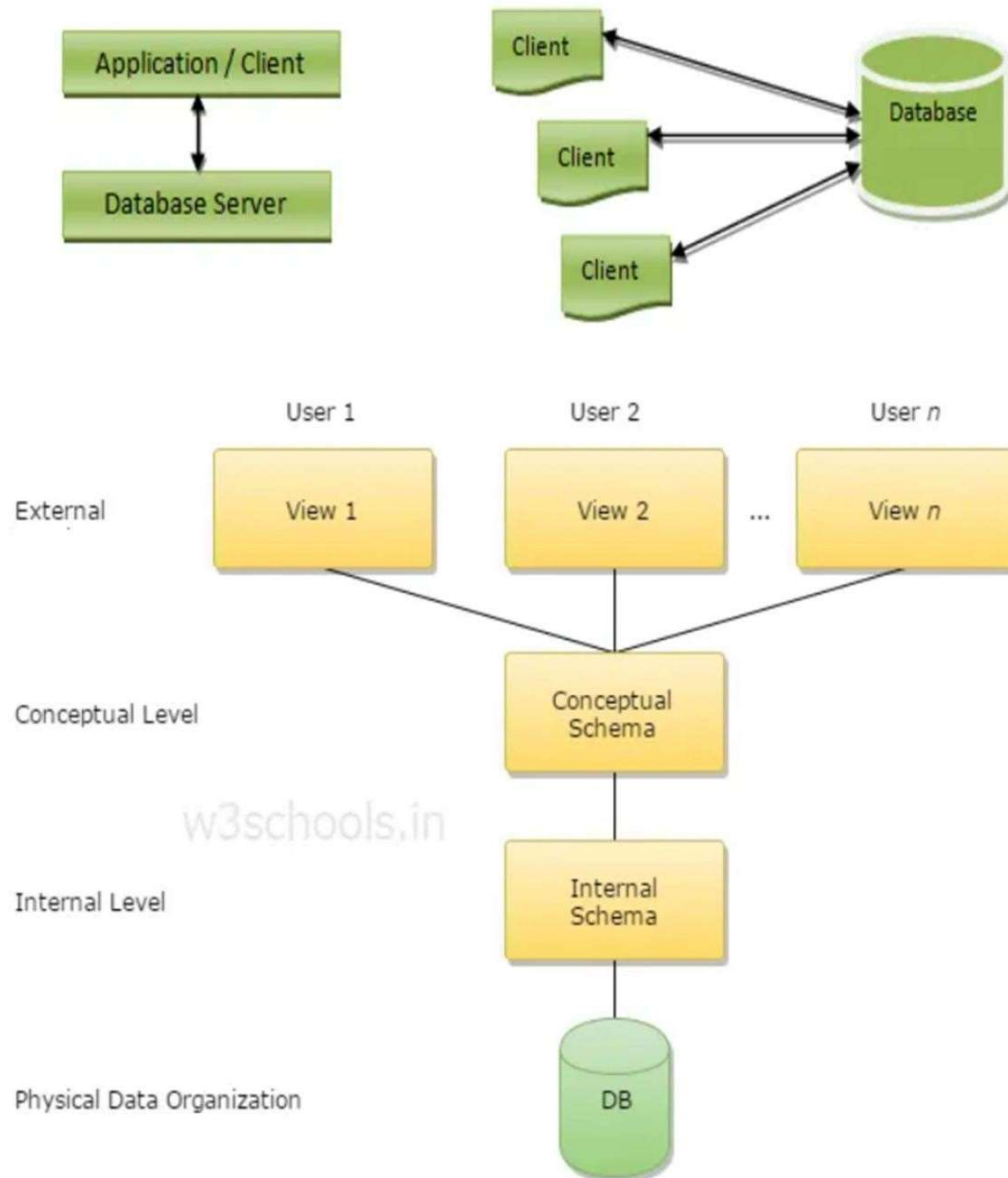 Application / Client
Database Server
Client
Client
Client
Database
User 1
User 2
User n
External
View 1
View 2
...
View n
Conceptual Level
Conceptual
Schema
w3schools.in
Internal Level
Internal
Schema
Physical Data Organization
DB